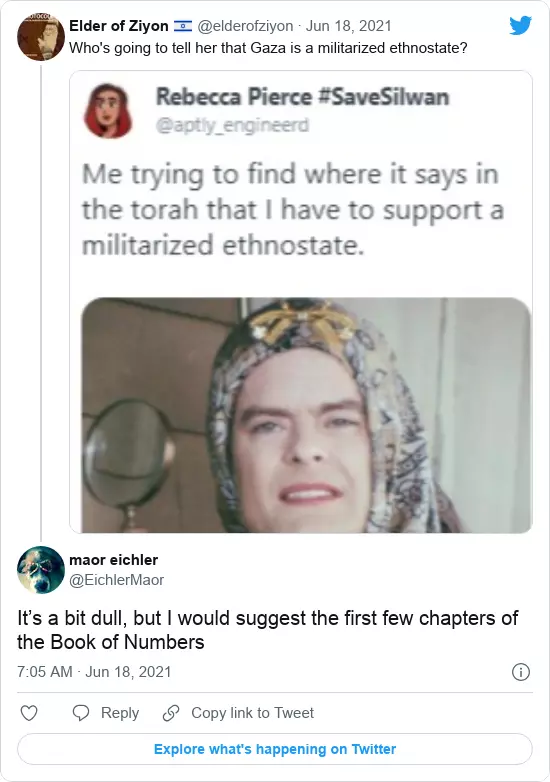 Elder of Ziyon 🇮🇱 @elderofziyon · Jun 18, 2021
Who's going to tell her that Gaza is a militarized ethnostate?
Rebecca Pierce #SaveSilwan
@aptly_engineerd
Me trying to find where it says in
the torah that I have to support a
militarized ethnostate.
maor eichler
@EichlerMaor
It’s a bit dull, but I would suggest the first few chapters of
the Book of Numbers
7:05 AM · Jun 18, 2021
Reply
Copy link to Tweet
Explore what's happening on Twitter